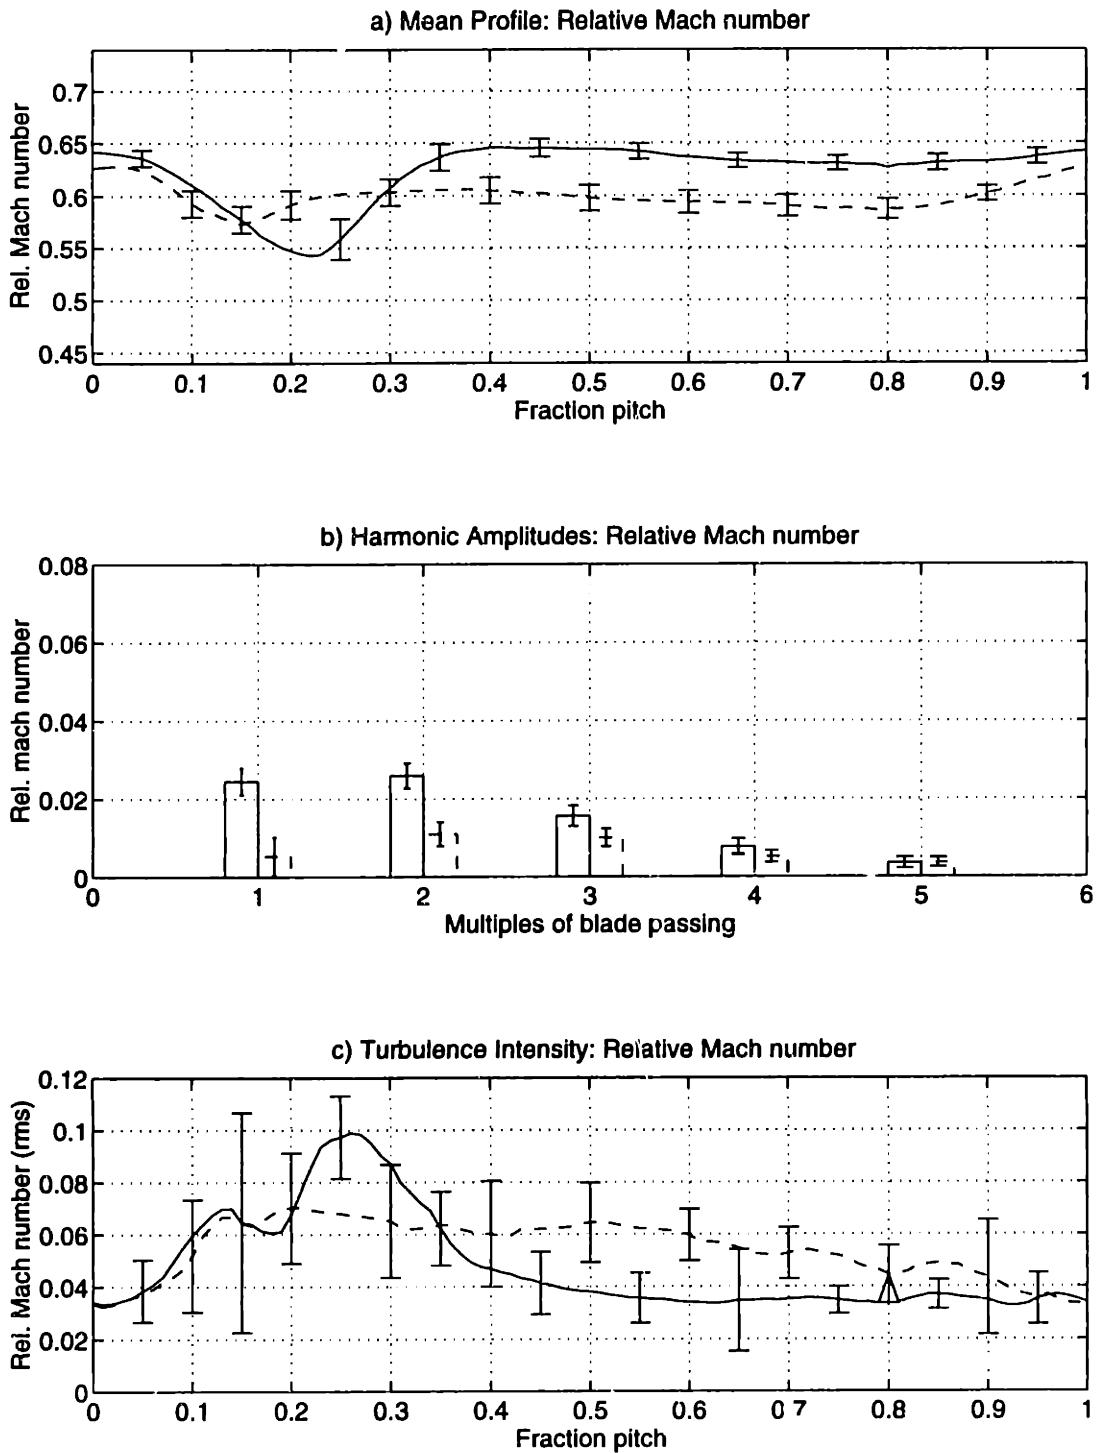 a) Mean Profile: Relative Mach number
Rel. Mach number
0.7
0.65
0.6
0.55
0.5
0.45
0 0.1 0.2 0.3 0.4 0.5 0.6 0.7 0.8 0.9 1
Fraction pitch
b) Harmonic Amplitudes: Relative Mach number
Rel. mach number
0.08
0.06
0.04
0.02
0
0 1 2 3 4 5 6
Multiples of blade passing
c) Turbulence Intensity: Relative Mach number
Rel. Mach number (rms)
0.12
0.1
0.08
0.06
0.04
0.02
0
0 0.1 0.2 0.3 0.4 0.5 0.6 0 7 0.8 0.9 1
Fraction pitch